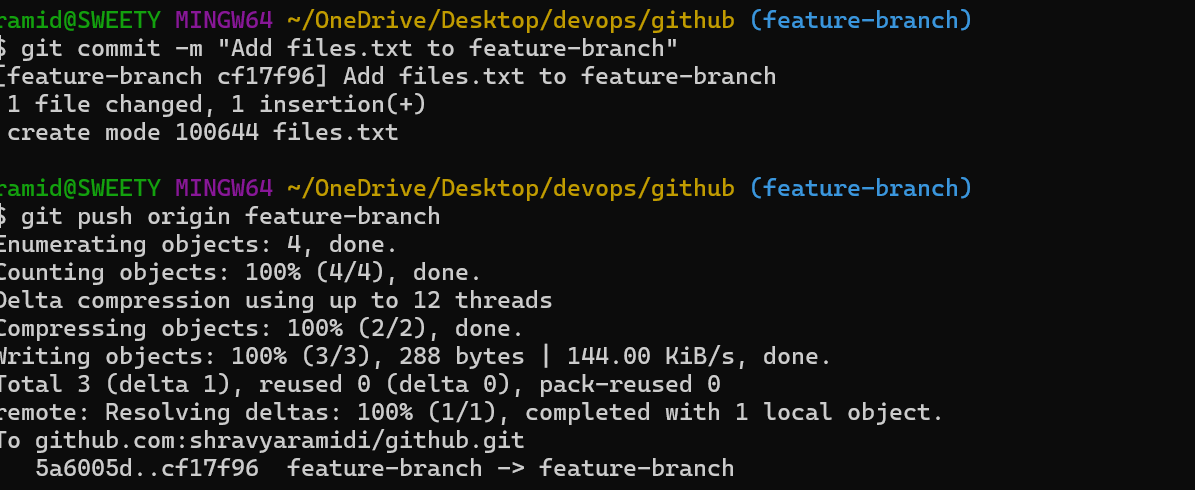 ramid@SWEETY MINGW64 ~/OneDrive/Desktop/devops/github (feature-branch)
$ git commit -m "Add files.txt to feature-branch"
[feature-branch cf17f96] Add files.txt to feature-branch
 1 file changed, 1 insertion(+)
 create mode 100644 files.txt

ramid@SWEETY MINGW64 ~/OneDrive/Desktop/devops/github (feature-branch)
$ git push origin feature-branch
Enumerating objects: 4, done.
Counting objects: 100% (4/4), done.
Delta compression using up to 12 threads
Compressing objects: 100% (2/2), done.
Writing objects: 100% (3/3), 288 bytes | 144.00 KiB/s, done.
Total 3 (delta 1), reused 0 (delta 0), pack-reused 0
remote: Resolving deltas: 100% (1/1), completed with 1 local object.
To github.com:shravyaramidi/github.git
   5a6005d..cf17f96  feature-branch -> feature-branch